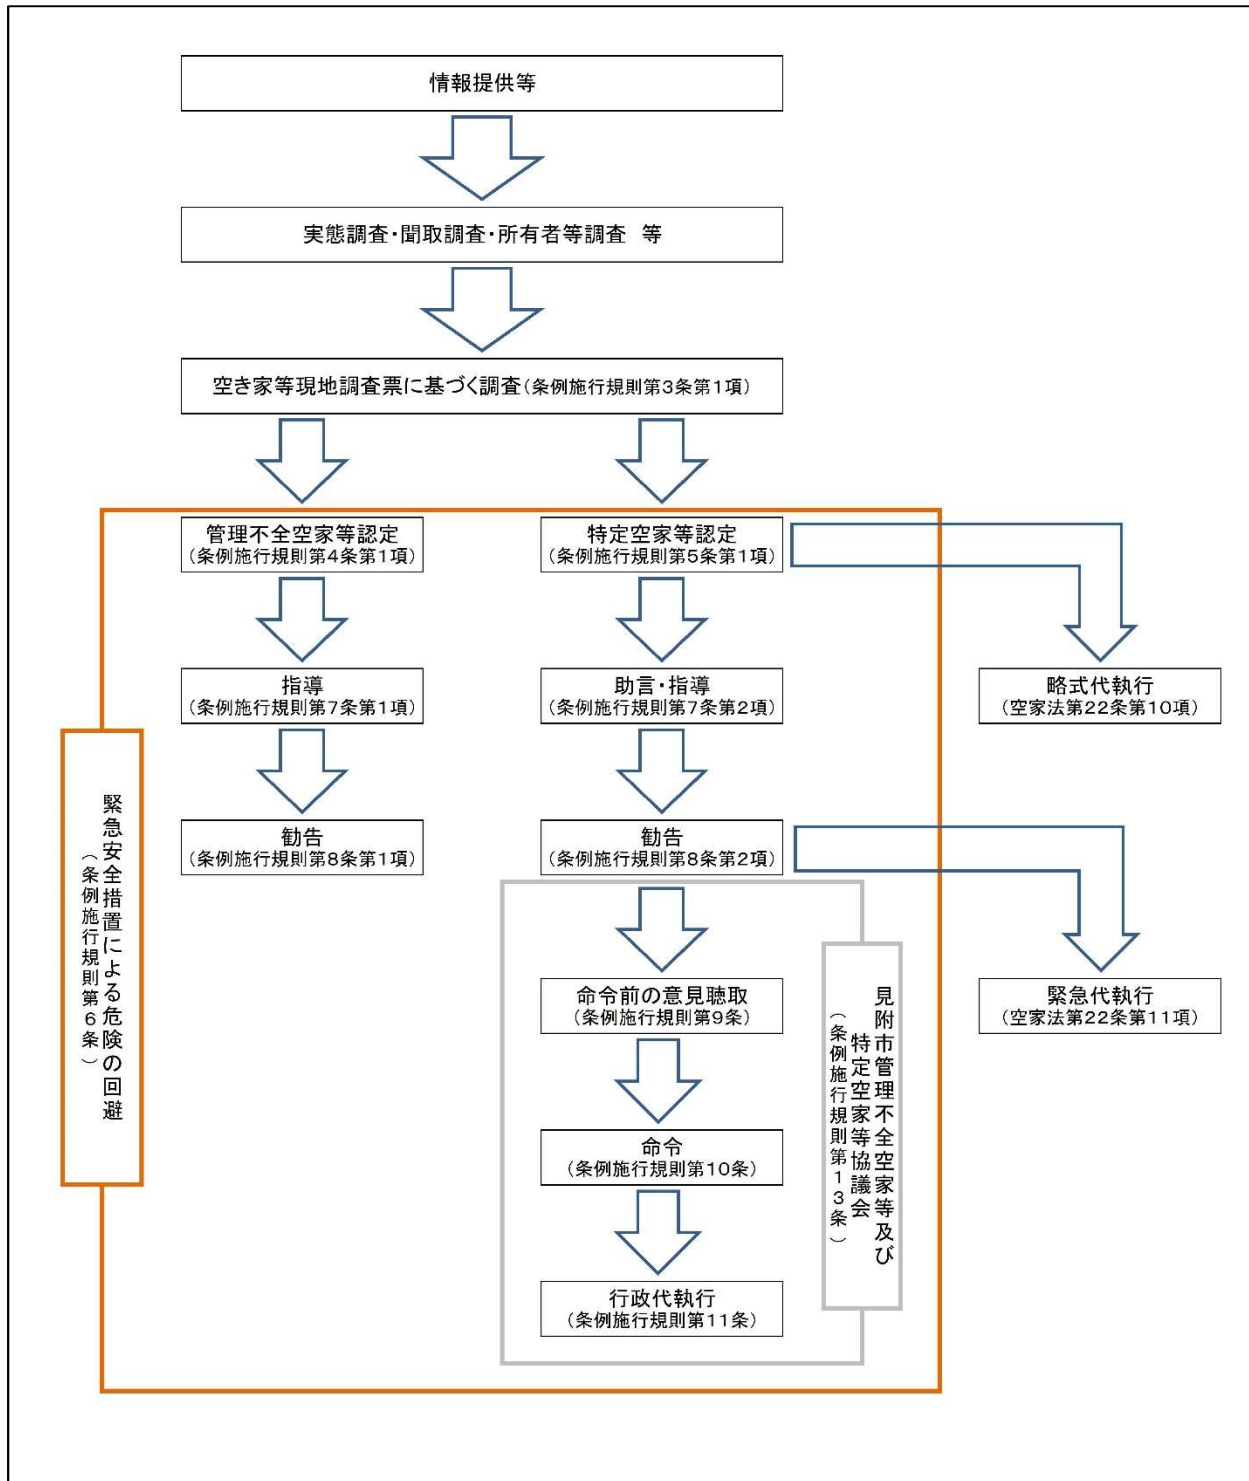 情報提供等
実態調査・聞取調査・所有者等調査　等
空き家等現地調査票に基づく調査(条例施行規則第3条第1項)
管理不全空家等認定
(条例施行規則第4条第1項)
特定空家等認定
(条例施行規則第5条第1項)
指導
(条例施行規則第7条第1項)
助言・指導
(条例施行規則第7条第2項)
略式代執行
(空家法第22条第10項)
勧告
(条例施行規則第8条第1項)
勧告
(条例施行規則第8条第2項)
緊急安全措置による危険の回避
(条例施行規則第6条)
命令前の意見聴取
(条例施行規則第9条)
見附市管理不全空家等及び
特定空家等協議会
(条例施行規則第13条)
緊急代執行
(空家法第22条第11項)
命令
(条例施行規則第10条)
行政代執行
(条例施行規則第11条)